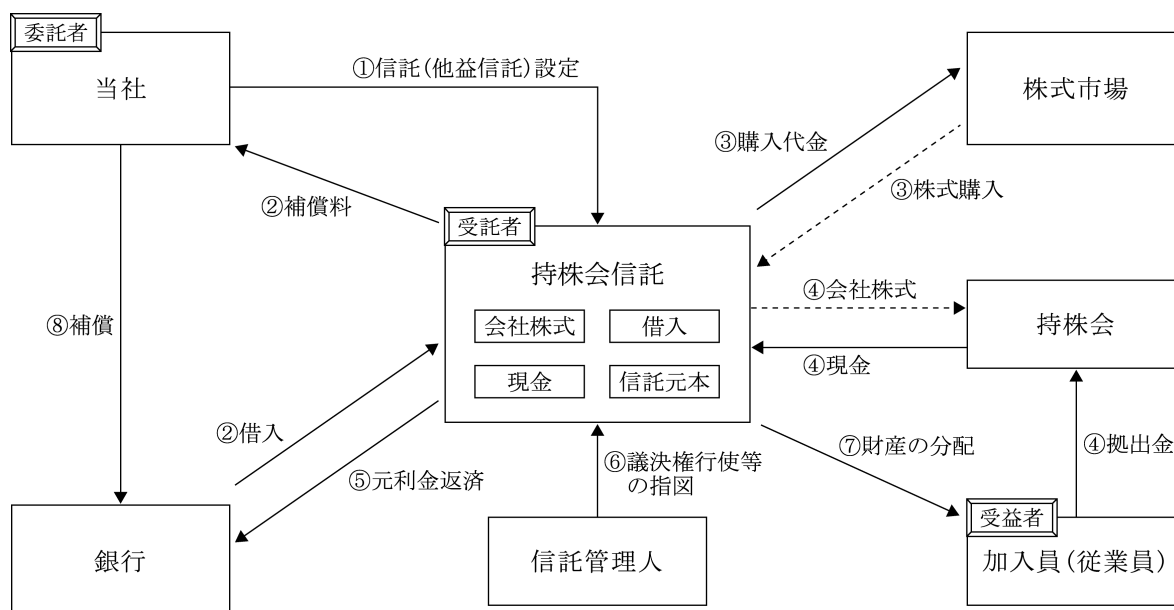 委託者
当社
①信託(他益信託)設定
株式市場
③購入代金
③株式購入
②補償料
受託者
持株会信託
会社株式
借入
現金
信託元本
④会社株式
持株会
④現金
⑧補償
②借入
⑤元利金返済
⑥議決権行使等
の指図
⑦財産の分配
④拠出金
銀行
信託管理人
受益者
加入員(従業員)